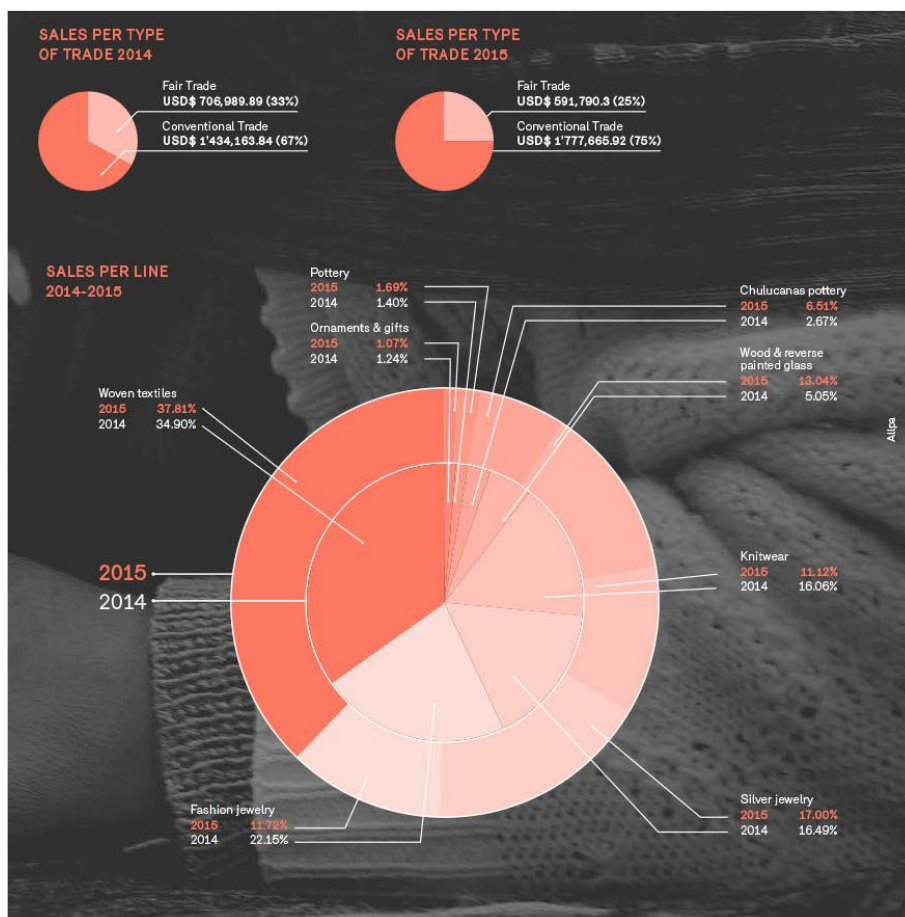 SALES PER TYPE
OF TRADE 2014
Fair Trade
USD$ 706,989.89 (33%)
Conventional Trade
USD$ 1'434,163.84 (67%)
SALES PER TYPE
OF TRADE 2015
Fair Trade
USD$ 591,790.3 (25%)
Conventional Trade
USD$ 1'777,665.92 (75%)
SALES PER LINE
2014-2015
Pottery
2015 1.69%
2014 1.40%
Ornaments & gifts
2015 1.07%
2014 1.24%
Chulucanas pottery
2015 6.51%
2014 2.67%
Wood & reverse
painted glass
2015 13.04%
2014 5.05%
Woven textiles
2015 37.81%
2014 34.90%
Allpa
Knitwear
2015 11.12%
2014 16.06%
2015
2014
Silver jewelry
2015 17.00%
2014 16.49%
Fashion jewelry
2015 11.72%
2014 22.15%